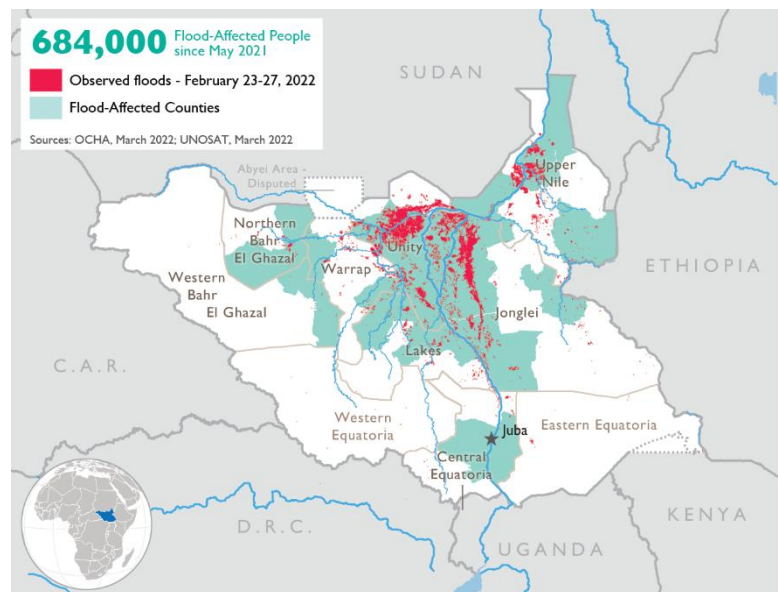 684,000 Flood-Affected People
since May 2021
Observed floods - February 23-27, 2022
Flood-Affected Counties
Sources: OCHA, March 2022; UNOSAT, March 2022
SUDAN
Abyei Area -
Disputed
Upper
Nile
Northern
Bahr
El Ghazal
Unity
Warrap
ETHIOPIA
Western
Bahr
El Ghazal
Jonglei
Lakes
C.A.R.
Western
Equatoria
Eastern Equatoria
Juba
Central
Equatoria
D.R.C.
KENYA
UGANDA